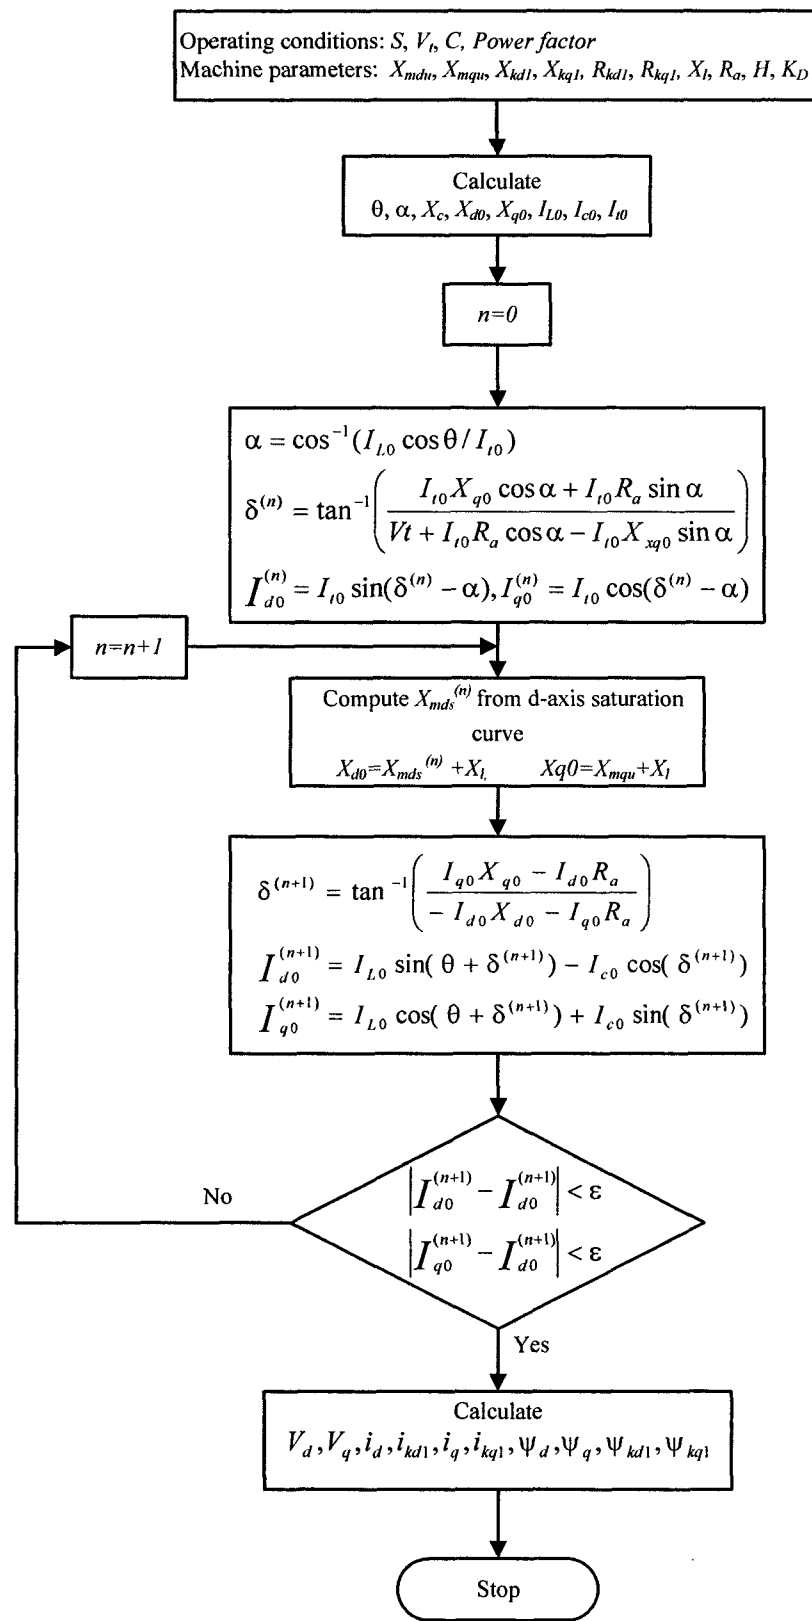 Operating conditions: S, V_t, C, Power factor
Machine parameters: X_mdu, X_mqu, X_kd1, X_kq1, R_kd1, R_kq1, X_l, R_a, H, K_D
Calculate
θ, α, X_c, X_d0, X_q0, I_L0, I_c0, I_t0
n=0
α = cos^-1(I_L0 cos θ / I_t0)
δ^(n) = tan^-1( (I_t0 X_q0 cos α + I_t0 R_a sin α) / (Vt + I_t0 R_a cos α − I_t0 X_xq0 sin α) )
I_d0^(n) = I_t0 sin(δ^(n) − α), I_q0^(n) = I_t0 cos(δ^(n) − α)
n=n+1
Compute X_mds^(n) from d-axis saturation
curve
X_d0=X_mds^(n) +X_l, Xq0=X_mqu+X_l
δ^(n+1) = tan^-1( (I_q0 X_q0 − I_d0 R_a) / (− I_d0 X_d0 − I_q0 R_a) )
I_d0^(n+1) = I_L0 sin( θ + δ^(n+1)) − I_c0 cos( δ^(n+1))
I_q0^(n+1) = I_L0 cos( θ + δ^(n+1)) + I_c0 sin( δ^(n+1))
No
|I_d0^(n+1) − I_d0^(n+1)| < ε
|I_q0^(n+1) − I_d0^(n+1)| < ε
Yes
Calculate
V_d, V_q, i_d, i_kd1, i_q, i_kq1, ψ_d, ψ_q, ψ_kd1, ψ_kq1
Stop